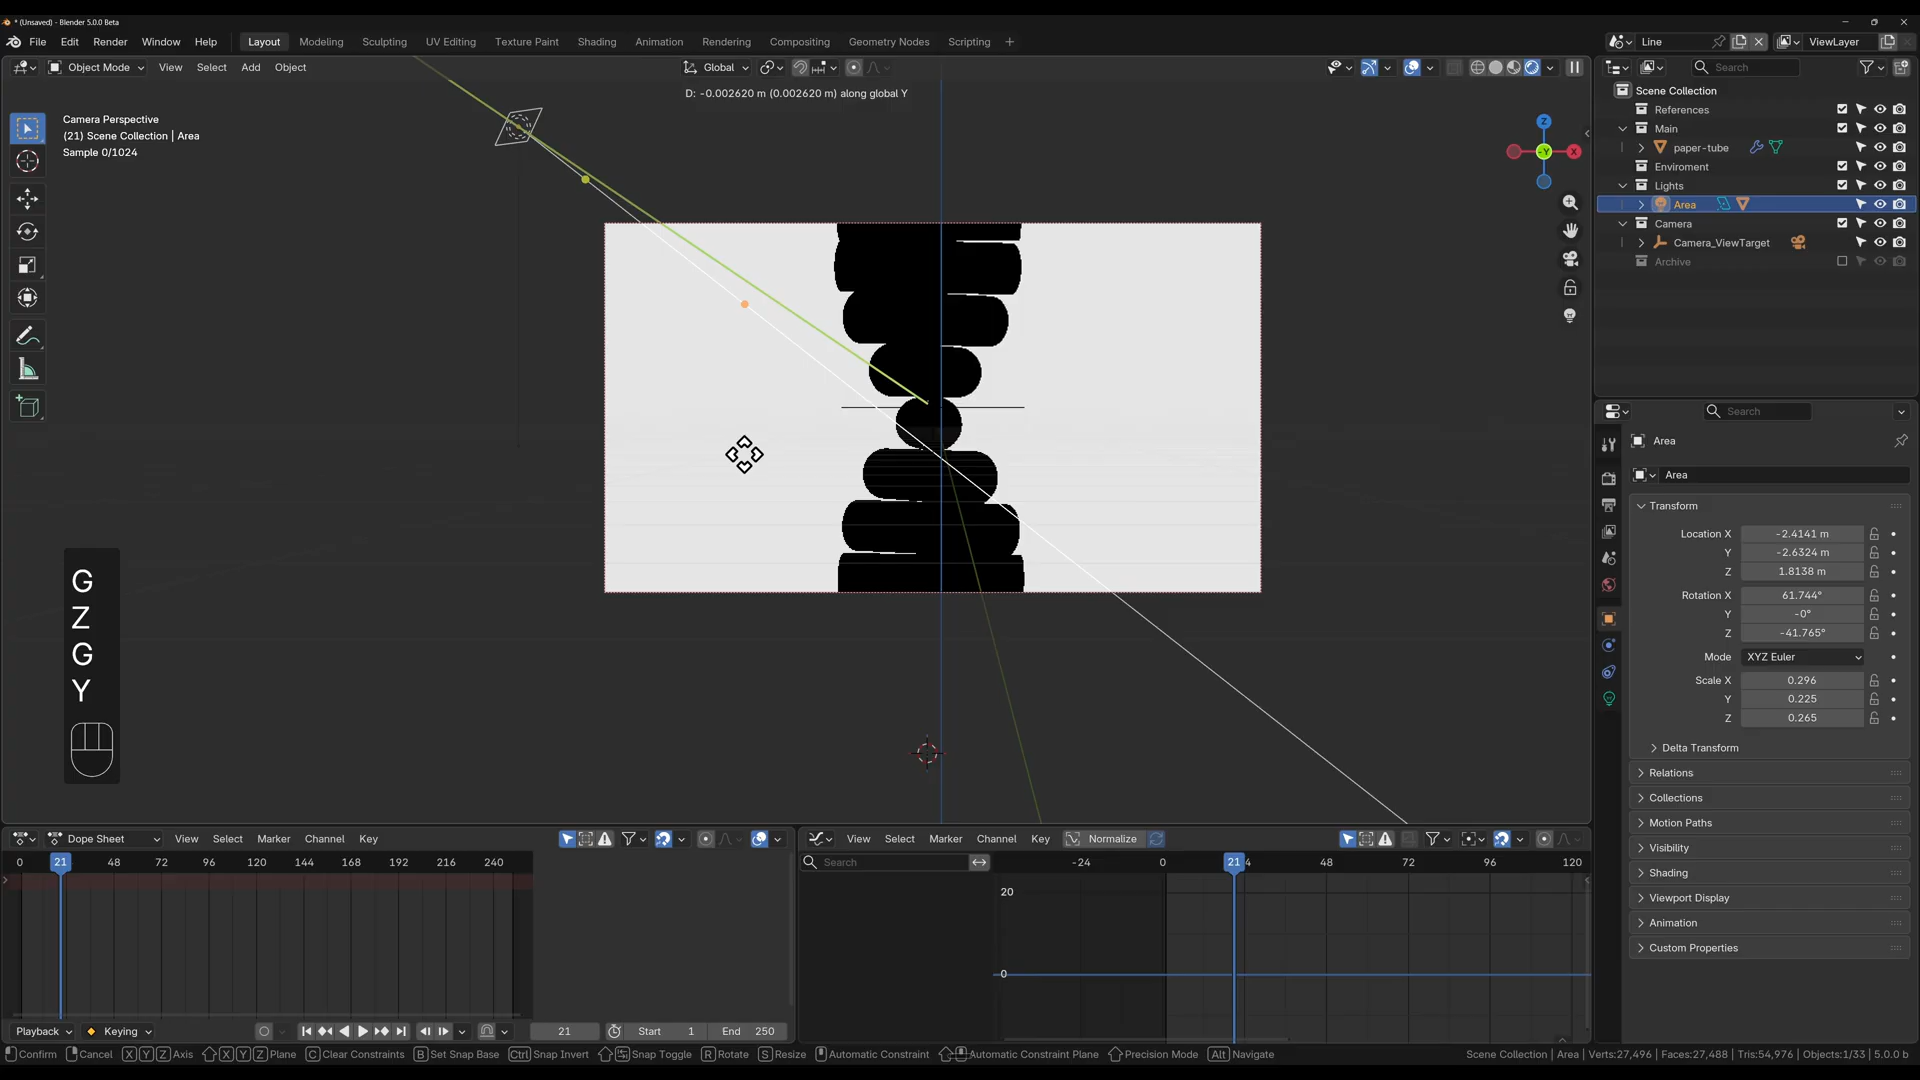 * (Unsaved) - Blender 5.0.0 Beta
File Edit Render Window Help Layout Modeling Sculpting UV Editing Texture Paint Shading Animation Rendering Compositing Geometry Nodes Scripting Line ViewLayer
Object Mode View Select Add Object Global Search
D: -0.002620 m (0.002620 m) along global Y
Camera Perspective
(21) Scene Collection | Area
Sample 0/1024
Z
-Y
X
G
Z
G
Y
Scene Collection
References
Main
paper-tube
Enviroment
Lights
Area
Camera
Camera_ViewTarget
Archive
Search
Area
Area
Transform
Location X -2.4141 m
Y -2.6324 m
Z 1.8138 m
Rotation X 61.744°
Y -0°
Z -41.765°
Mode XYZ Euler
Scale X 0.296
Y 0.225
Z 0.265
Delta Transform
Relations
Collections
Motion Paths
Visibility
Shading
Viewport Display
Animation
Custom Properties
Dope Sheet View Select Marker Channel Key
0 21 48 72 96 120 144 168 192 216 240
View Select Marker Channel Key Normalize
Search -24 0 21 4 48 72 96 120
20
0
Playback Keying 21 Start 1 End 250
Confirm Cancel X Y Z Axis X Y Z Plane C Clear Constraints B Set Snap Base Ctrl Snap Invert Snap Toggle R Rotate S Resize Automatic Constraint Automatic Constraint Plane Precision Mode Alt Navigate Scene Collection | Area | Verts:27,496 | Faces:27,488 | Tris:54,976 | Objects:1/33 | 5.0.0 b